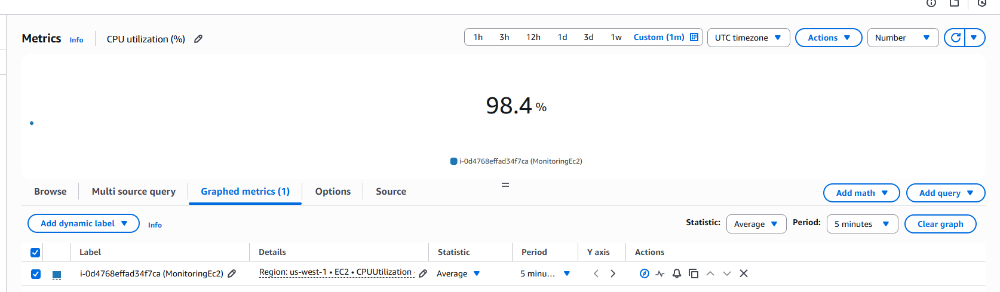 Metrics Info CPU utilization (%) 1h 3h 12h 1d 3d 1w Custom (1m) UTC timezone Actions Number
98.4 %
i-0d4768effad34f7ca (MonitoringEc2)
Browse Multi source query Graphed metrics (1) Options Source Add math Add query
Add dynamic label Info Statistic: Average Period: 5 minutes Clear graph
Label Details Statistic Period Y axis Actions
i-0d4768effad34f7ca (MonitoringEc2) Region: us-west-1 • EC2 • CPUUtilization Average 5 minu...